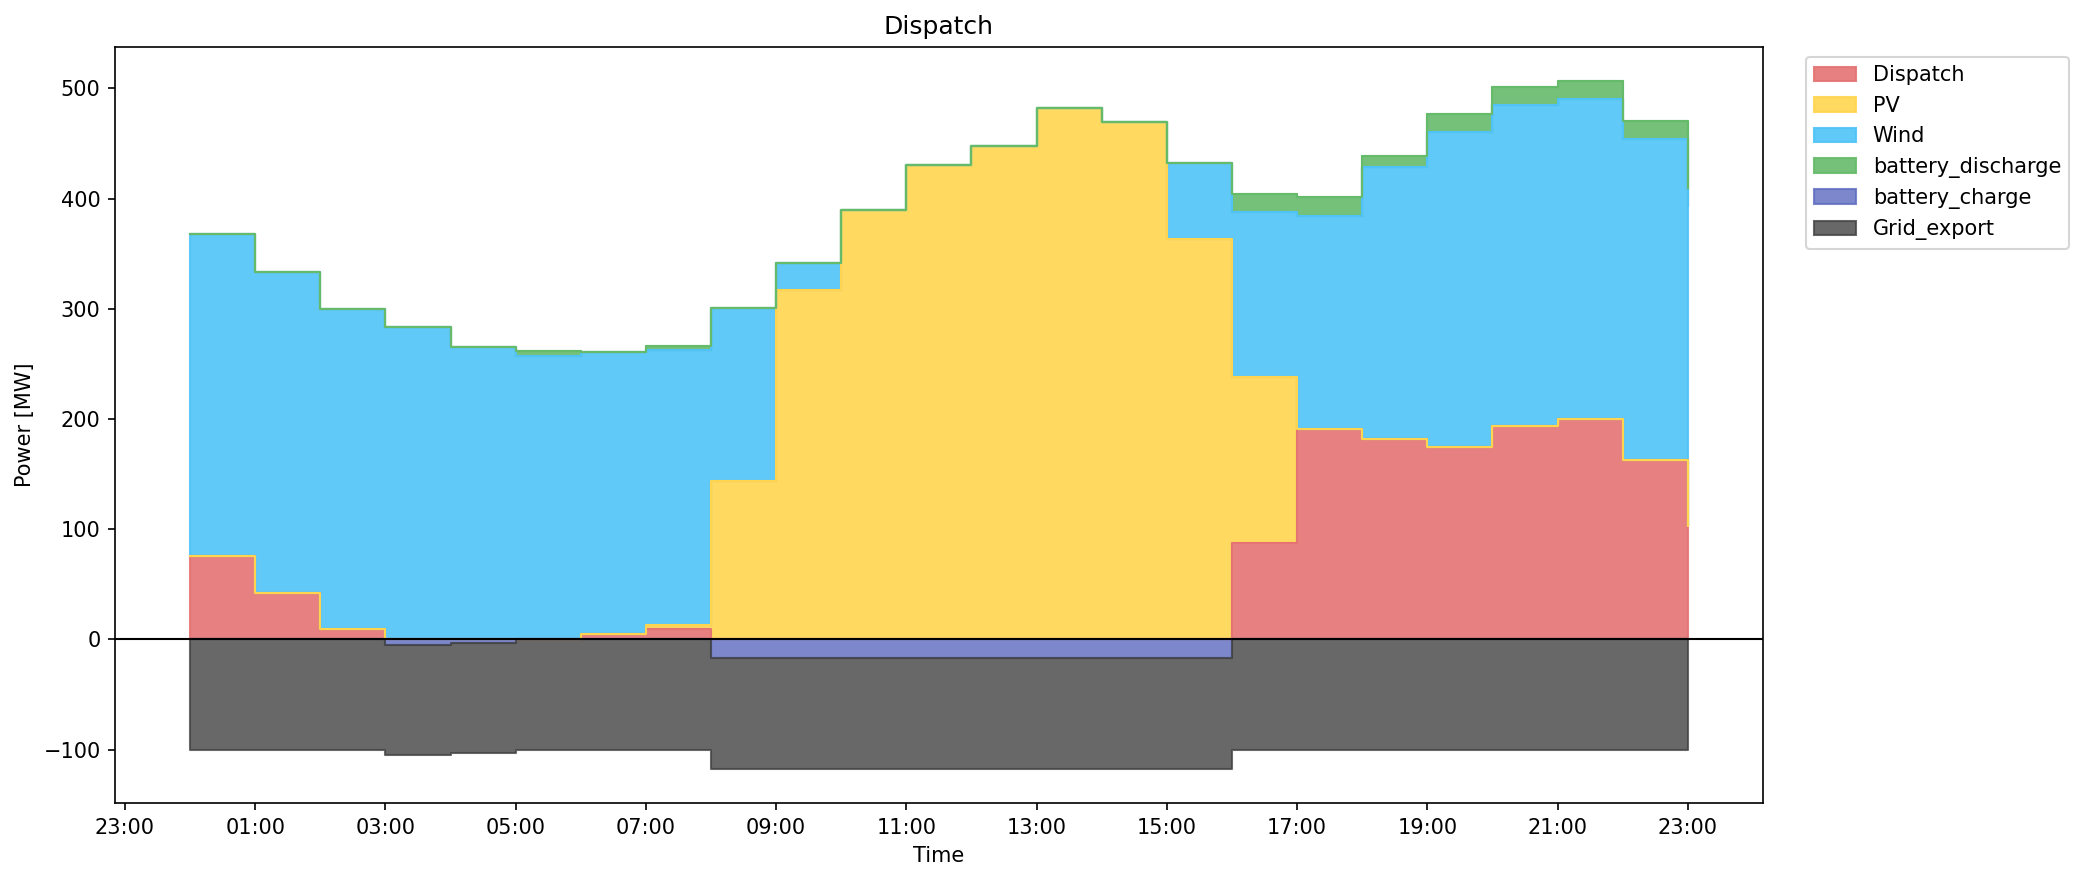 Dispatch
500
400
300
200
100
0
−100
Power [MW]
23:00 01:00 03:00 05:00 07:00 09:00 11:00 13:00 15:00 17:00 19:00 21:00 23:00
Time
Dispatch
PV
Wind
battery_discharge
battery_charge
Grid_export